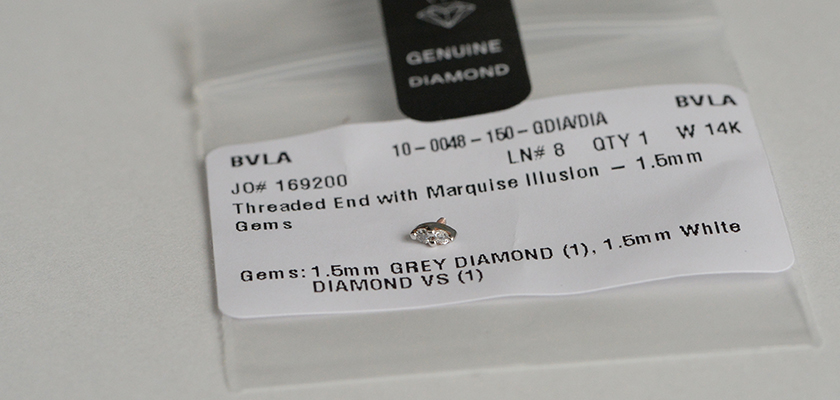 GENUINE
DIAMOND
BVLA 10-0048-150-GDIA/DIA BVLA
JO# 169200 LN# 8 QTY 1 W 14K
Threaded End with Marquise Illusion - 1.5mm
Gems
Gems: 1.5mm GREY DIAMOND (1), 1.5mm White
DIAMOND VS (1)